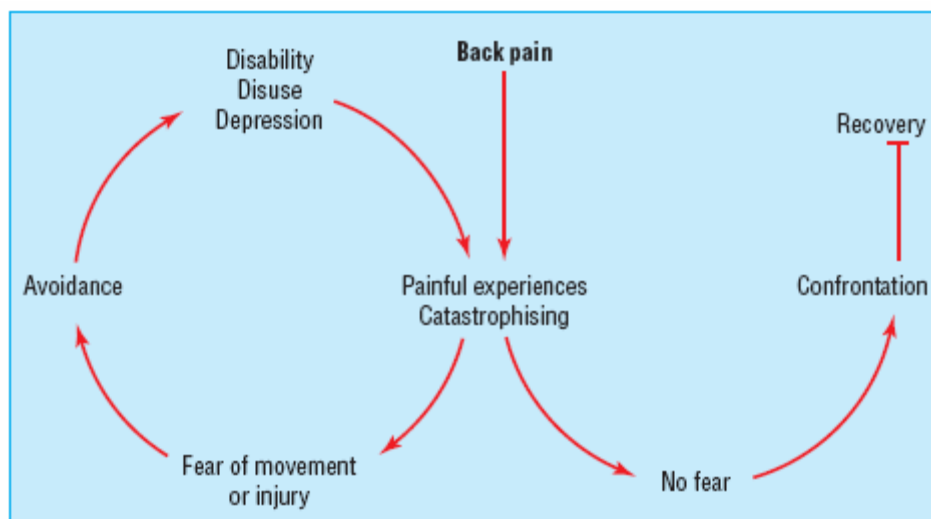 Back pain
Disability
Disuse
Depression
Recovery
Avoidance
Painful experiences
Catastrophising
Confrontation
Fear of movement
or injury
No fear